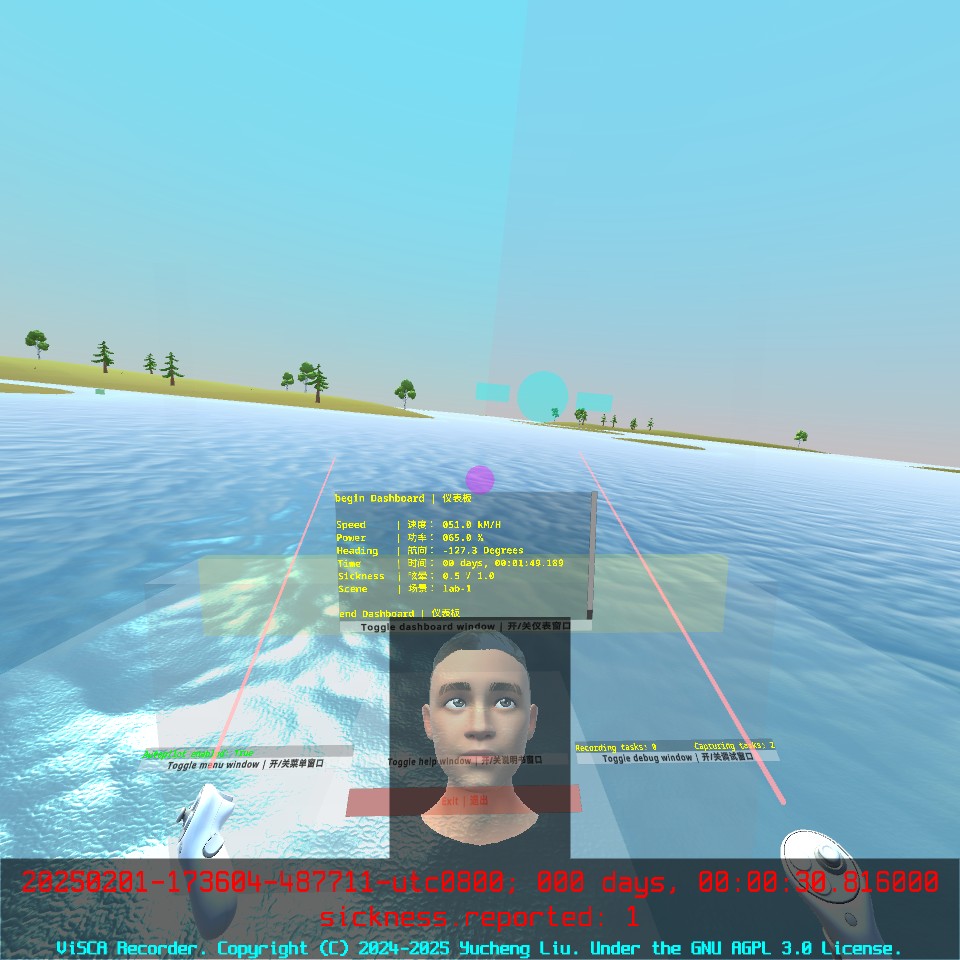 begin Dashboard | 仪表板
Speed | 速度： 051.0 kM/H
Power | 功率： 065.0 %
Heading | 航向： -127.3 Degrees
Time | 时间： 00 days, 00:01:49.189
Sickness | 眩晕： 0.5 / 1.0
Scene | 场景： lab-1
end Dashboard | 仪表板
Toggle dashboard window | 开/关仪表窗口
True
Toggle menu window | 开/关菜单窗口
Toggle help window | 开/关说明书窗口
Recording tasks: 0 Capturing tasks: 2
Toggle debug window | 开/关调试窗口
Exit | 退出
20250201-173604-487711-utc0800; 000 days, 00:00:30.816000
sickness.reported: 1
ViSCA Recorder. Copyright (C) 2024-2025 Yucheng Liu. Under the GNU AGPL 3.0 License.